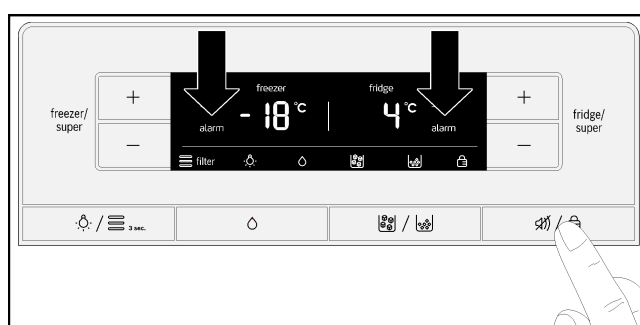 freezer/
super
+
−
freezer
alarm
-18°C
fridge
4°C
alarm
filter
+
−
fridge/
super
/
3 sec.
/
/